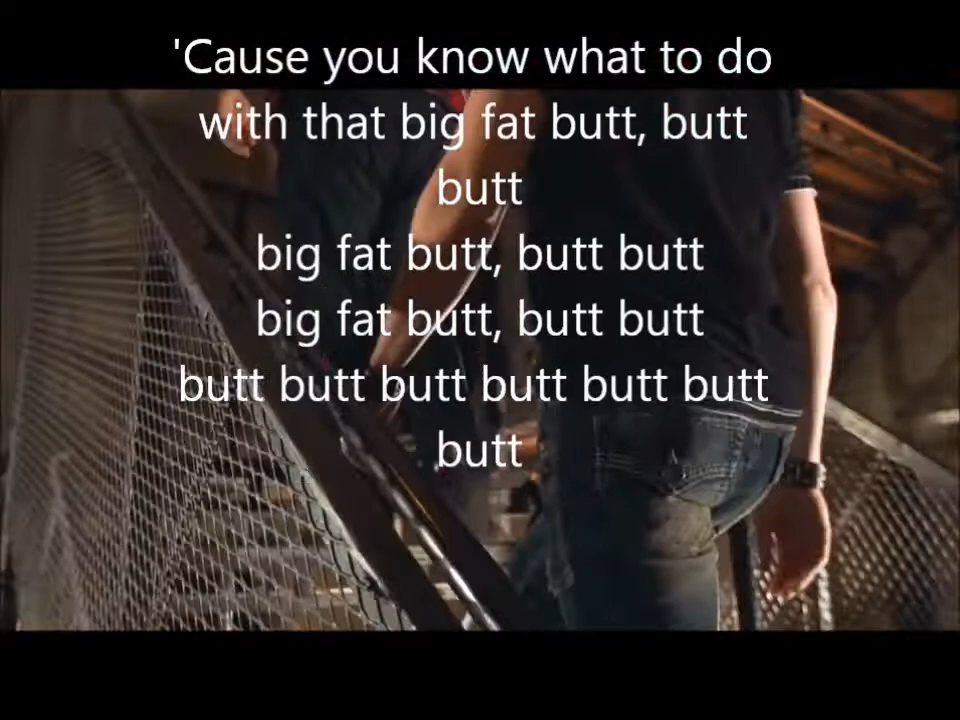 'Cause you know what to do
with that big fat butt, butt
butt
big fat butt, butt butt
big fat butt, butt butt
butt butt butt butt butt butt
butt